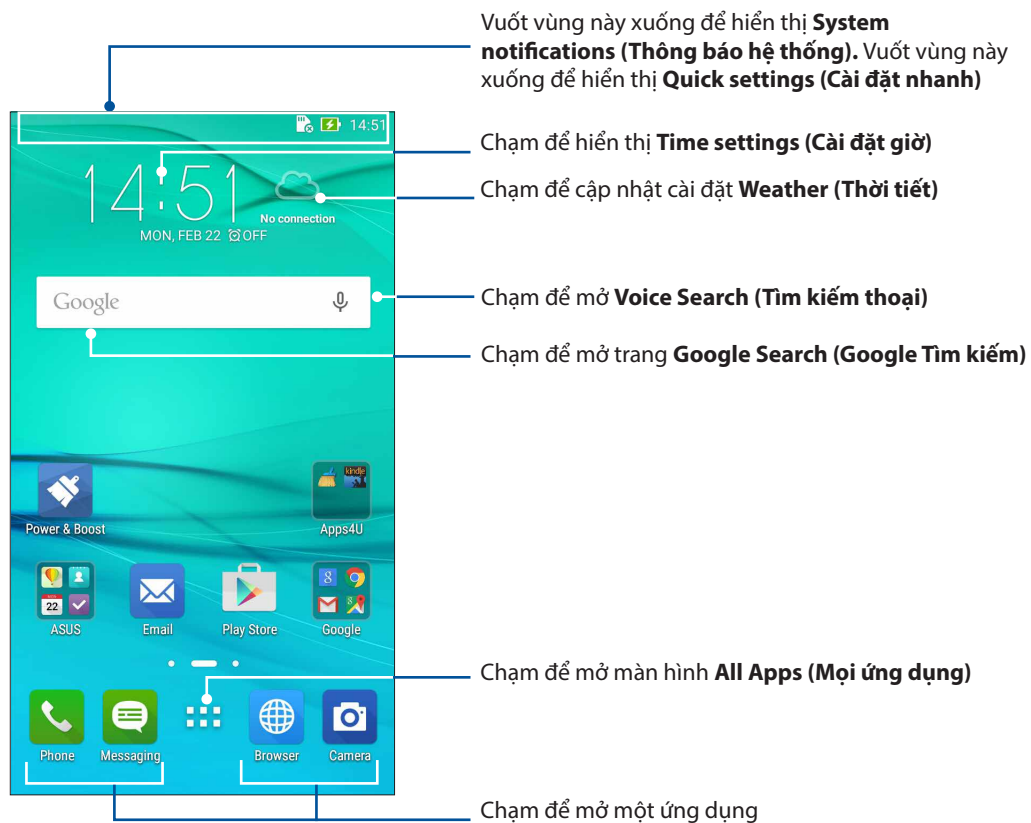 Vuốt vùng này xuống để hiển thị System
notifications (Thông báo hệ thống). Vuốt vùng này
xuống để hiển thị Quick settings (Cài đặt nhanh)
14:51
Chạm để hiển thị Time settings (Cài đặt giờ)
14:51
Chạm để cập nhật cài đặt Weather (Thời tiết)
No connection
MON, FEB 22 OFF
Google
Chạm để mở Voice Search (Tìm kiếm thoại)
Chạm để mở trang Google Search (Google Tìm kiếm)
kindle
Power & Boost
Apps4U
22
8
8
ASUS
Email
Play Store
Google
Chạm để mở màn hình All Apps (Mọi ứng dụng)
Phone
Messaging
Browser
Camera
Chạm để mở một ứng dụng